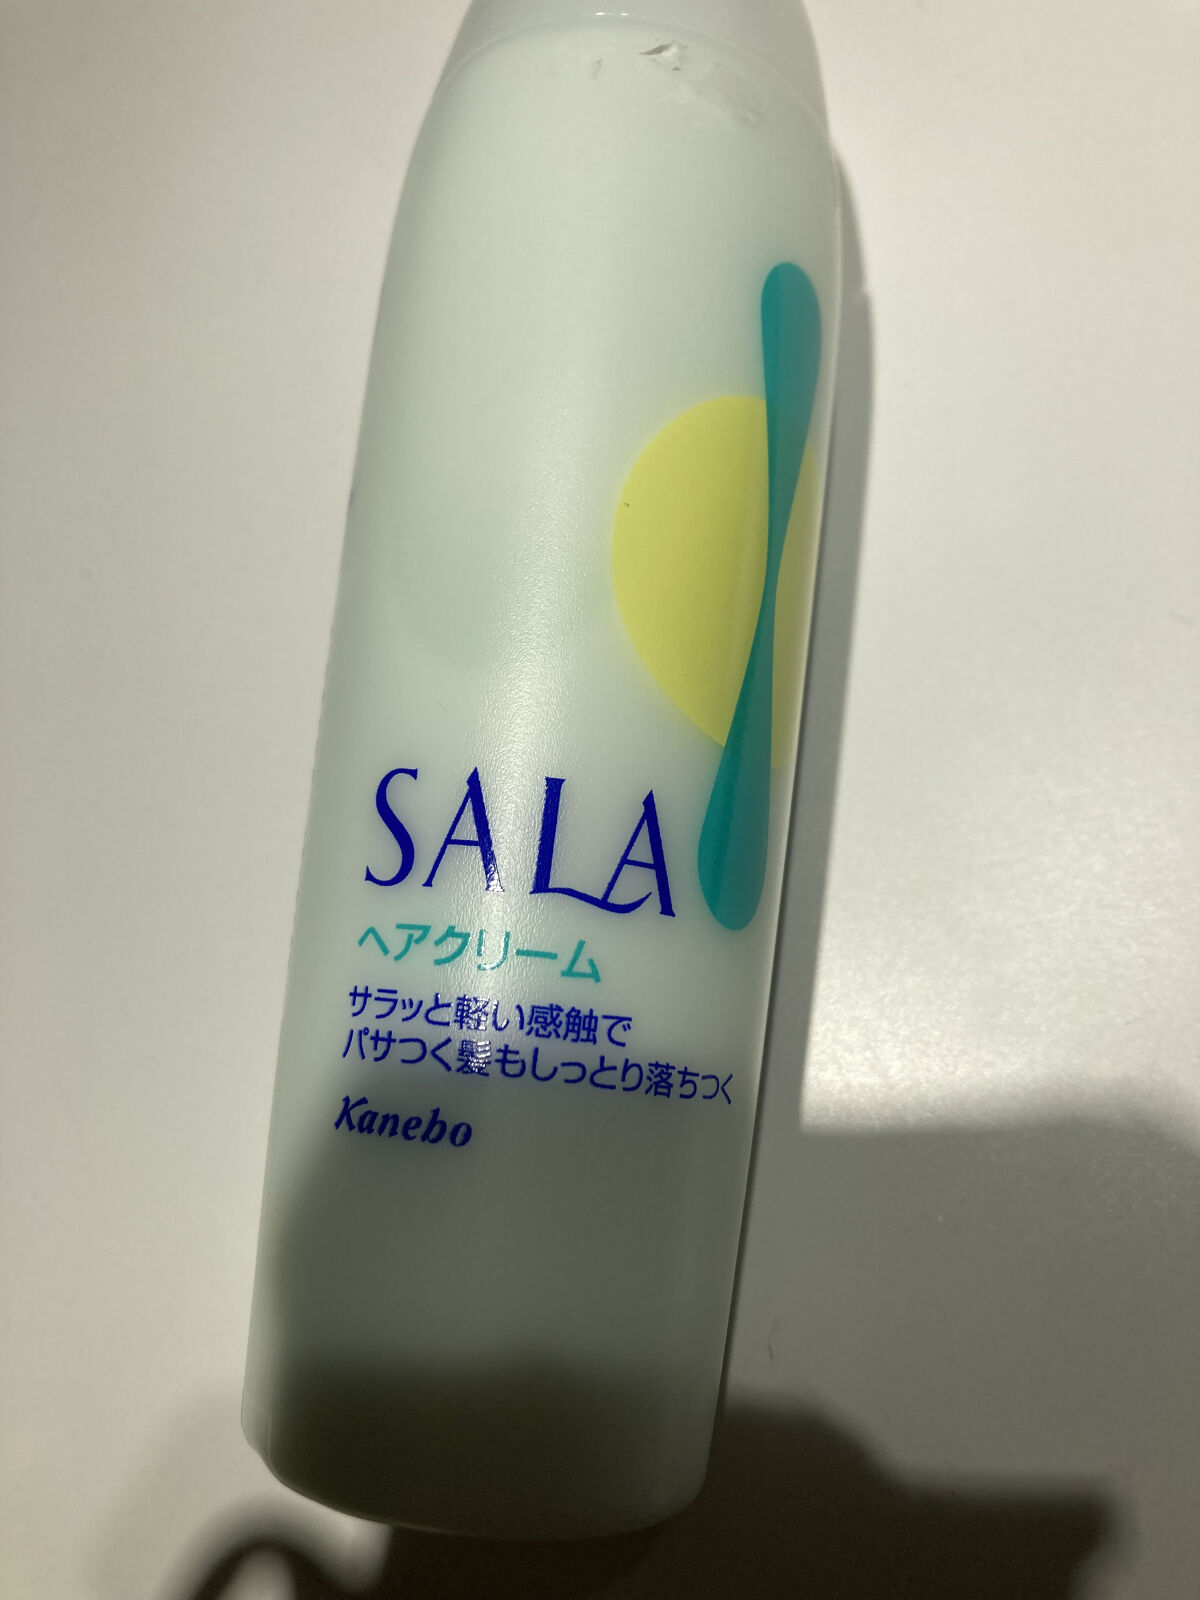 SALA
ヘアクリーム
サラッと軽い感触で
パサつく髪もしっとり落ちつく
Kanebo